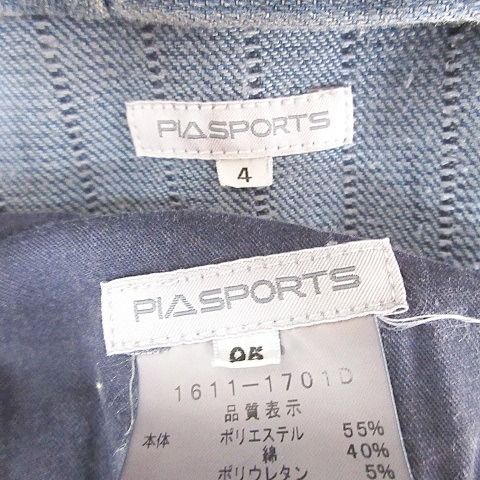 PIASPORTS
4
PIASPORTS
95
1611-1701D
品質表示
本体 ポリエステル 55%
綿 40%
ポリウレタン 5%